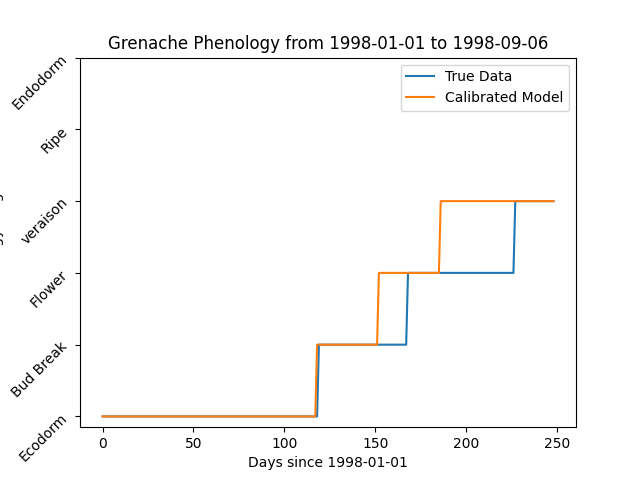 Grenache Phenology from 1998-01-01 to 1998-09-06
True Data
Calibrated Model
Endodorm
Ripe
veraison
Flower
Bud Break
Ecodorm
0 50 100 150 200 250
Days since 1998-01-01